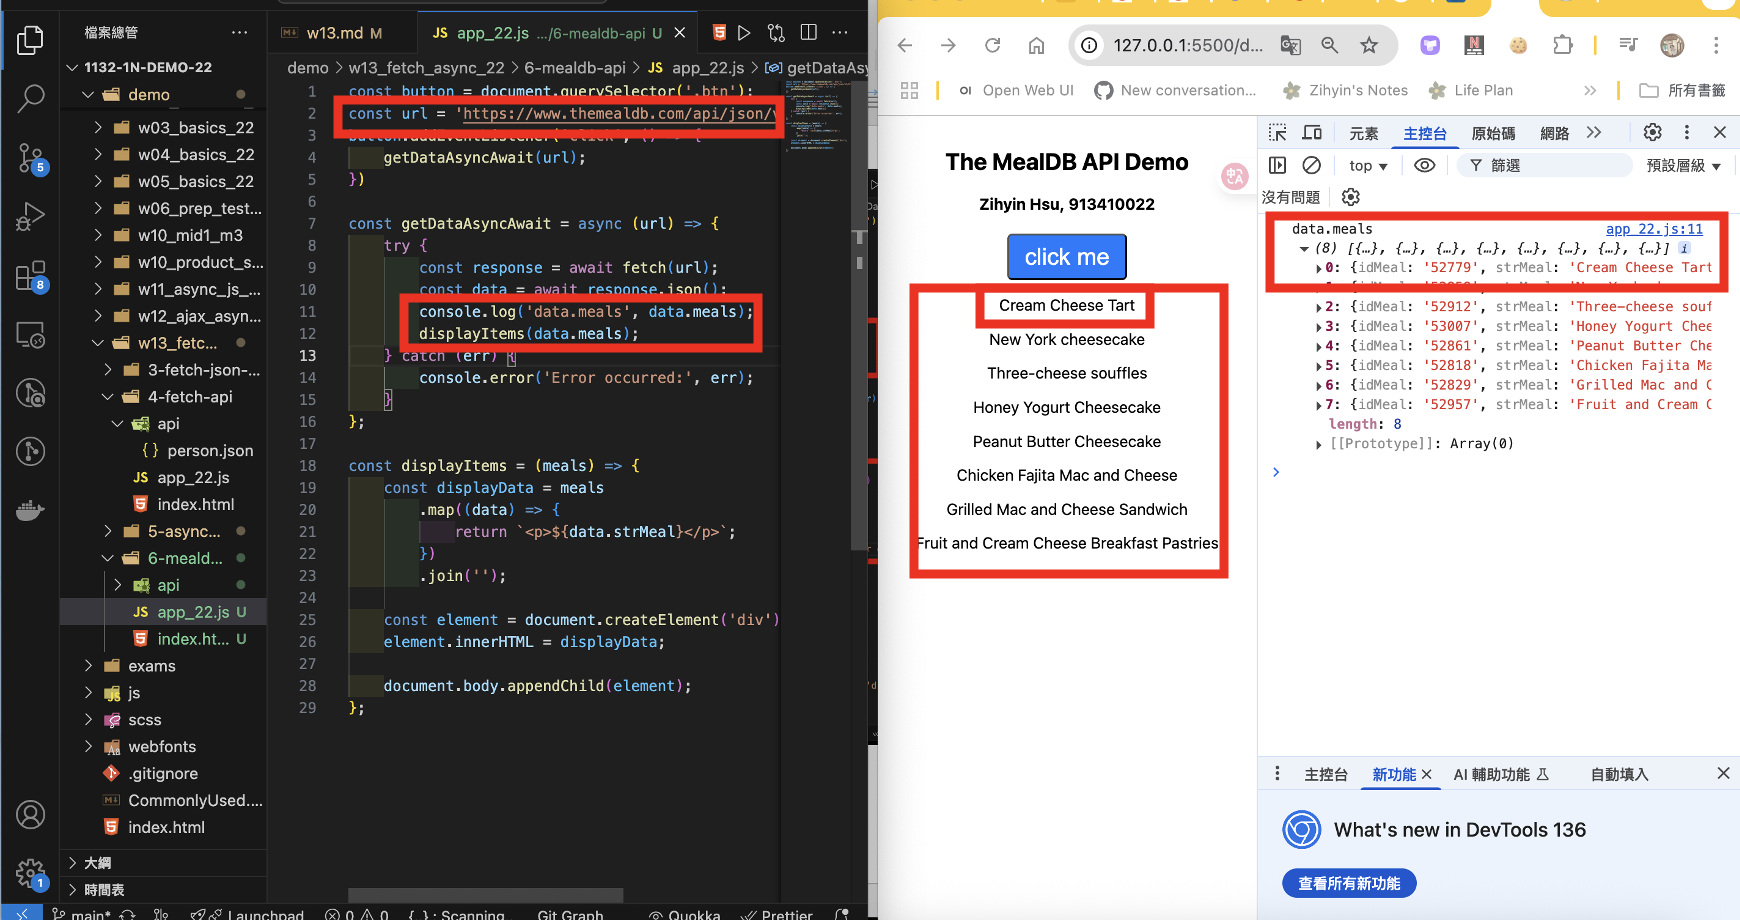 檔案總管
1132-1N-DEMO-22
demo
w03_basics_22
w04_basics_22
w05_basics_22
w06_prep_test...
w10_mid1_m3
w10_product_s...
w11_async_js_...
w12_ajax_asyn...
w13_fetc...
3-fetch-json-...
4-fetch-api
api
person.json
app_22.js
index.html
5-async...
6-meald...
api
app_22.js U
index.ht... U
exams
js
scss
webfonts
.gitignore
CommonlyUsed....
index.html
大綱
時間表
5
8
1
w13.md M
app_22.js .../6-mealdb-api U
demo > w13_fetch_async_22 > 6-mealdb-api > JS app_22.js > getDataAsy
1 const button = document.querySelector('.btn');
2 const url = 'https://www.themealdb.com/api/json/v
3
4 getDataAsyncAwait(url);
5 })
6
7 const getDataAsyncAwait = async (url) => {
8 try {
9 const response = await fetch(url);
10 const data = await response.json();
11 console.log('data.meals', data.meals);
12 displayItems(data.meals);
13 } catch (err) {
14 console.error('Error occurred:', err);
15 }
16 };
17
18 const displayItems = (meals) => {
19 const displayData = meals
20 .map((data) => {
21 return `<p>${data.strMeal}</p>`;
22 })
23 .join('');
24
25 const element = document.createElement('div')
26 element.innerHTML = displayData;
27
28 document.body.appendChild(element);
29 };
main*
Launchpad
0 0
{ } : Scanning..
Git Graph
Quokka
Prettier
127.0.0.1:5500/d...
Open Web UI
New conversation...
Zihyin's Notes
Life Plan
所有書籤
The MealDB API Demo
Zihyin Hsu, 913410022
click me
Cream Cheese Tart
New York cheesecake
Three-cheese souffles
Honey Yogurt Cheesecake
Peanut Butter Cheesecake
Chicken Fajita Mac and Cheese
Grilled Mac and Cheese Sandwich
Fruit and Cream Cheese Breakfast Pastries
元素 主控台 原始碼 網路
top
篩選
預設層級
沒有問題
data.meals app_22.js:11
(8) [{…}, {…}, {…}, {…}, {…}, {…}, {…}, {…}]
0: {idMeal: '52779', strMeal: 'Cream Cheese Tart
2: {idMeal: '52912', strMeal: 'Three-cheese souf
3: {idMeal: '53007', strMeal: 'Honey Yogurt Chee
4: {idMeal: '52861', strMeal: 'Peanut Butter Che
5: {idMeal: '52818', strMeal: 'Chicken Fajita Ma
6: {idMeal: '52829', strMeal: 'Grilled Mac and C
7: {idMeal: '52957', strMeal: 'Fruit and Cream C
length: 8
[[Prototype]]: Array(0)
主控台 新功能 AI 輔助功能 自動填入
What's new in DevTools 136
查看所有新功能